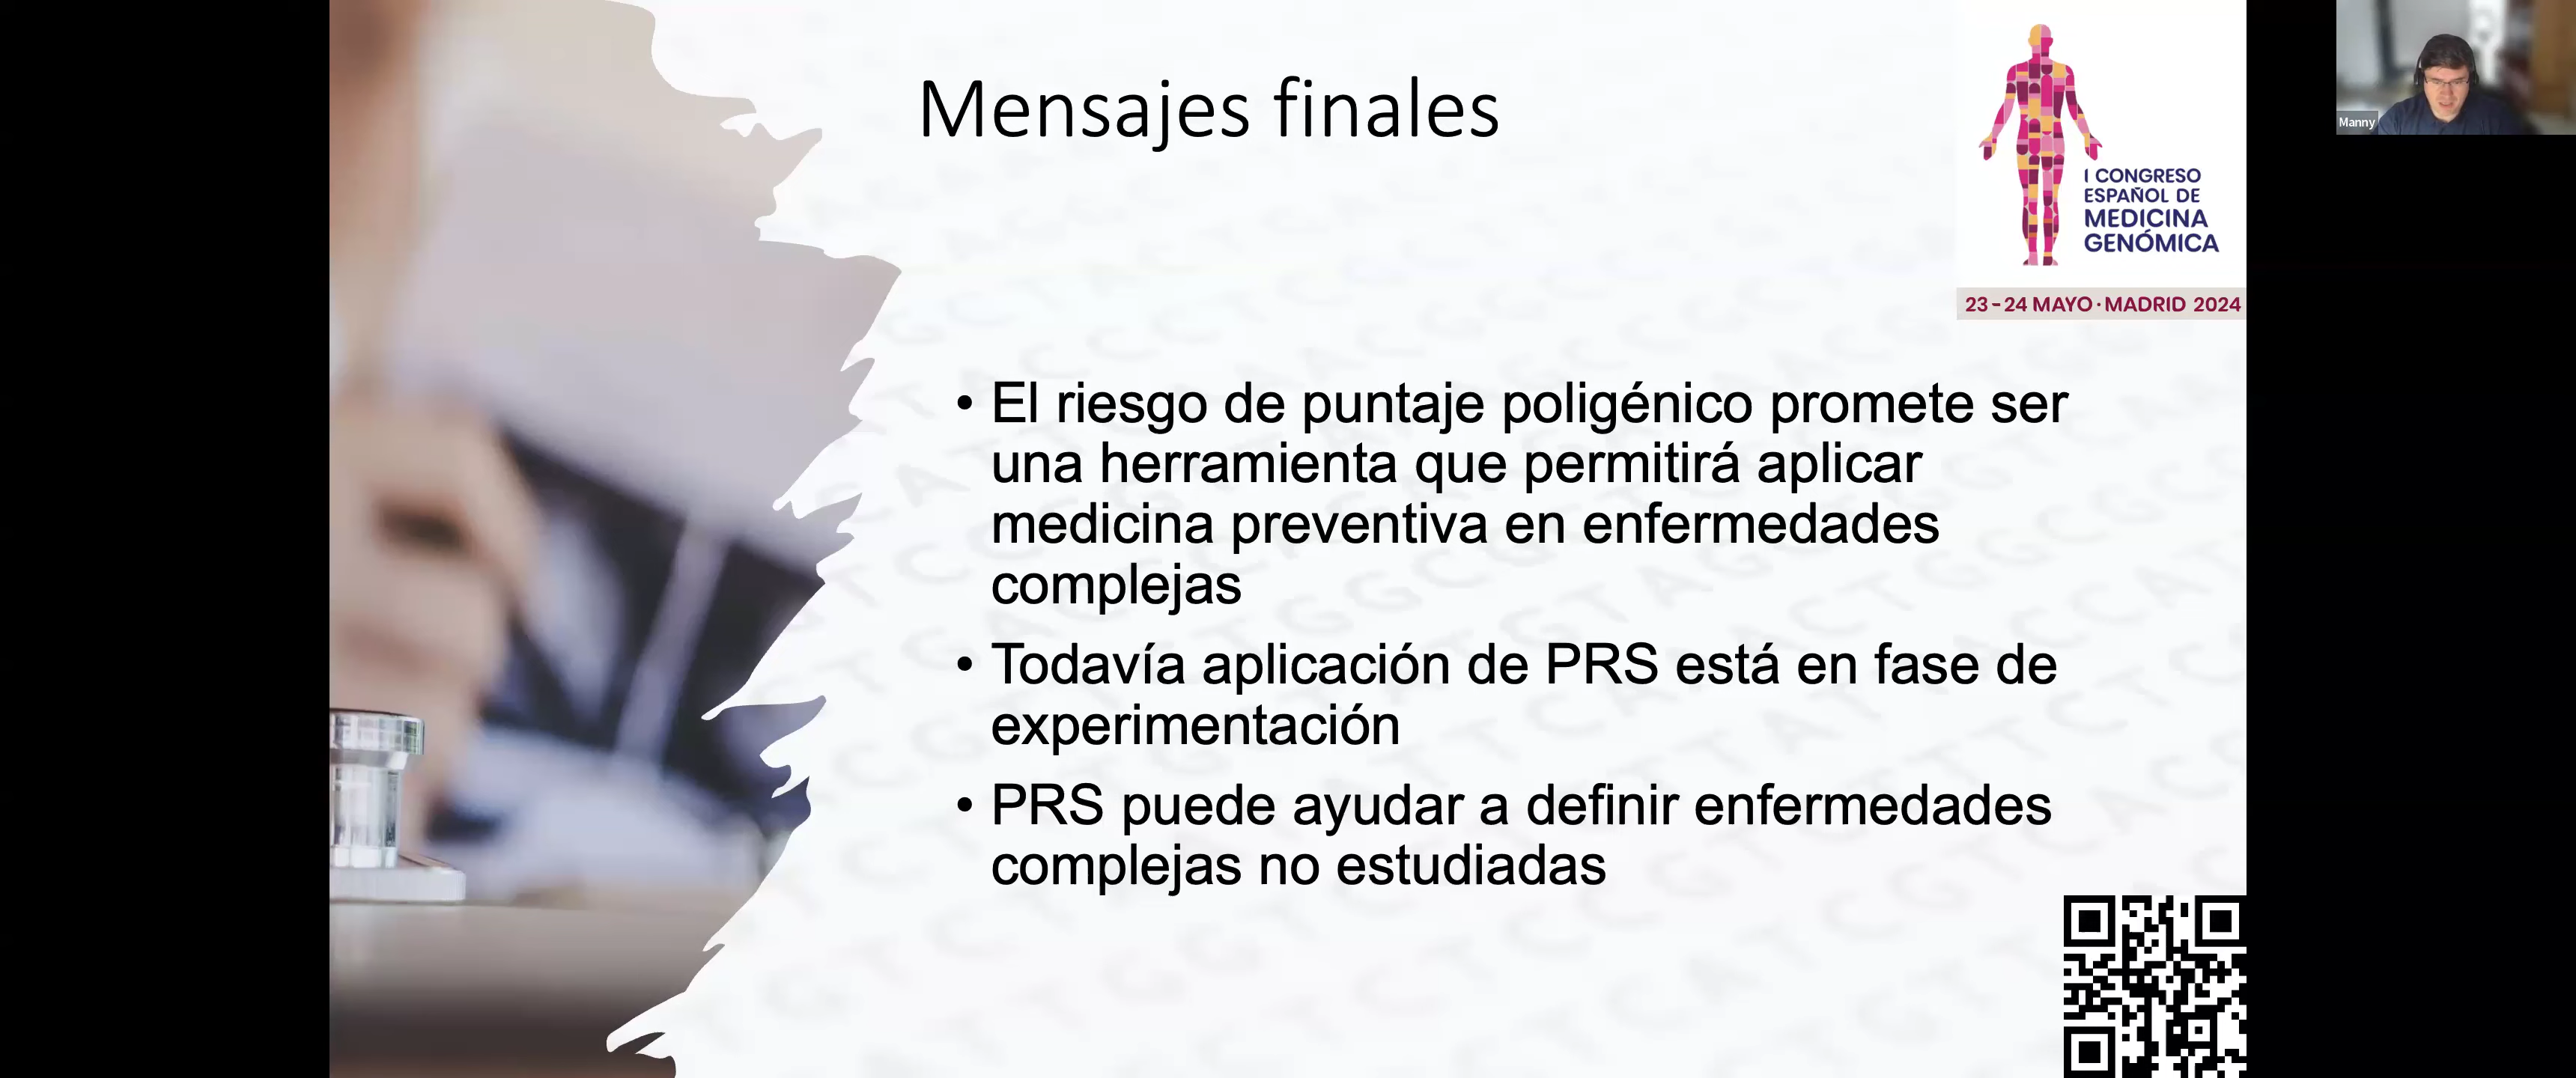 Mensajes finales
I CONGRESO
ESPAÑOL DE
MEDICINA
GENÓMICA
23-24 MAYO·MADRID 2024
Manny
• El riesgo de puntaje poligénico promete ser
una herramienta que permitirá aplicar
medicina preventiva en enfermedades
complejas
• Todavía aplicación de PRS está en fase de
experimentación
• PRS puede ayudar a definir enfermedades
complejas no estudiadas